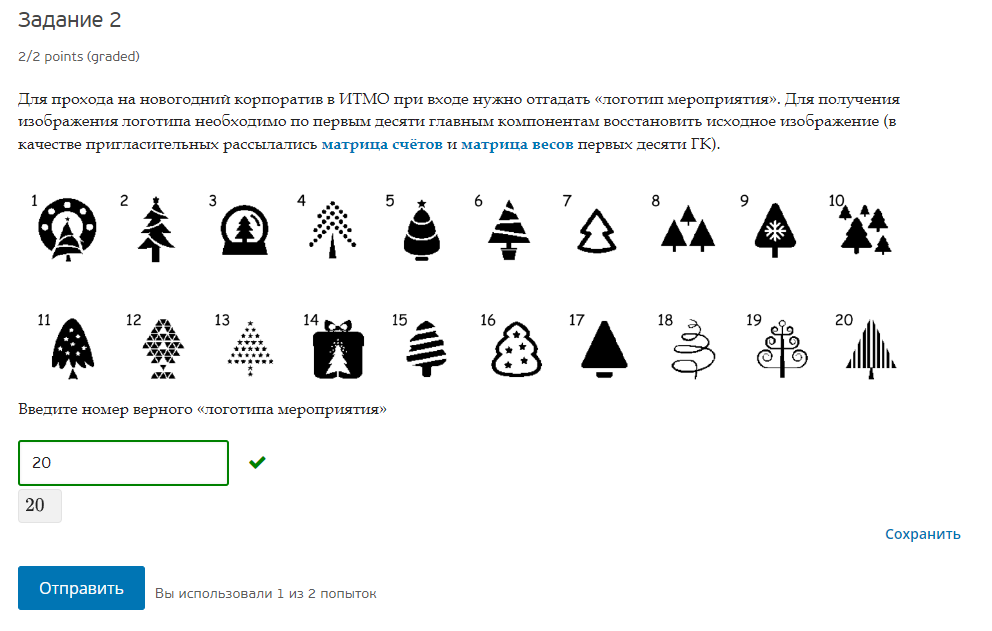 Задание 2
2/2 points (graded)
Для прохода на новогодний корпоратив в ИТМО при входе нужно отгадать «логотип мероприятия». Для получения
изображения логотипа необходимо по первым десяти главным компонентам восстановить исходное изображение (в
качестве пригласительных рассылались матрица счётов и матрица весов первых десяти ГК).
1 2 3 4 5 6 7 8 9 10
11 12 13 14 15 16 17 18 19 20
Введите номер верного «логотипа мероприятия»
20
20
Сохранить
Отправить Вы использовали 1 из 2 попыток